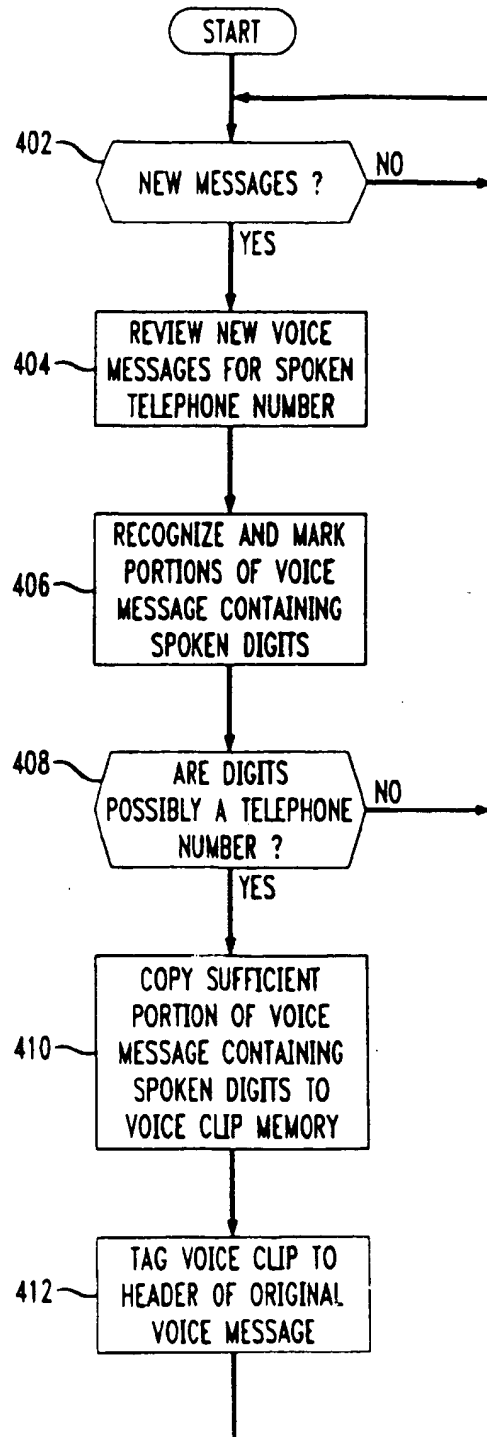 START
402
NEW MESSAGES ?
NO
YES
404
REVIEW NEW VOICE
MESSAGES FOR SPOKEN
TELEPHONE NUMBER
406
RECOGNIZE AND MARK
PORTIONS OF VOICE
MESSAGE CONTAINING
SPOKEN DIGITS
408
ARE DIGITS
POSSIBLY A TELEPHONE
NUMBER ?
NO
YES
410
COPY SUFFICIENT
PORTION OF VOICE
MESSAGE CONTAINING
SPOKEN DIGITS TO
VOICE CLIP MEMORY
412
TAG VOICE CLIP TO
HEADER OF ORIGINAL
VOICE MESSAGE